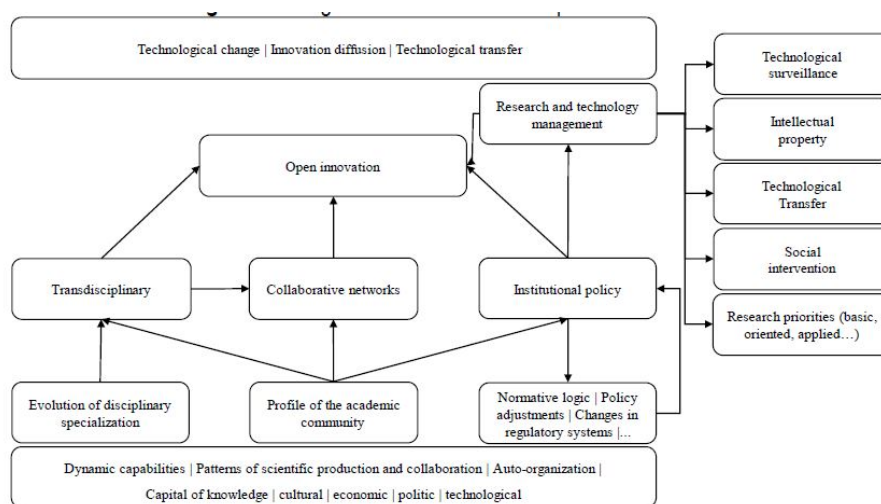 Technological change | Innovation diffusion | Technological transfer
Technological
surveillance
Research and technology
management
Intellectual
property
Open innovation
Technological
Transfer
Transdisciplinary
Collaborative networks
Institutional policy
Social
intervention
Research priorities (basic,
oriented, applied…)
Evolution of disciplinary
specialization
Profile of the academic
community
Normative logic | Policy
adjustments | Changes in
regulatory systems |...
Dynamic capabilities | Patterns of scientific production and collaboration | Auto-organization |
Capital of knowledge | cultural | economic | politic | technological